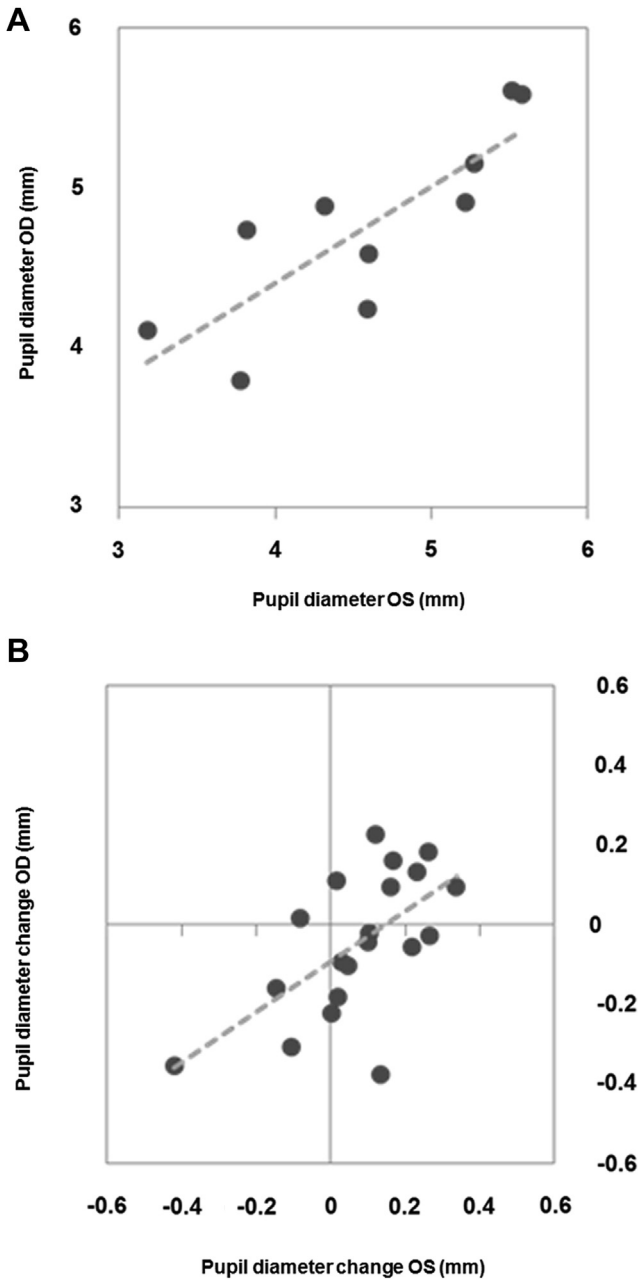 A
6
5
4
3
Pupil diameter OD (mm)
3 4 5 6
Pupil diameter OS (mm)
B
0.6
0.4
0.2
0
-0.2
-0.4
-0.6
Pupil diameter change OD (mm)
-0.6 -0.4 -0.2 0 0.2 0.4 0.6
Pupil diameter change OS (mm)